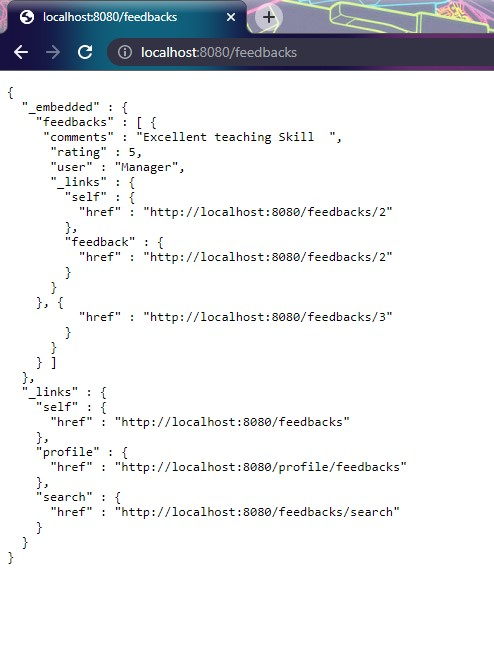 localhost:8080/feedbacks
localhost:8080/feedbacks
{
  "_embedded" : {
    "feedbacks" : [ {
     "comments" : "Excellent teaching Skill  ",
      "rating" : 5,
      "user" : "Manager",
      "_links" : {
        "self" : {
          "href" : "http://localhost:8080/feedbacks/2"
        },
        "feedback" : {
          "href" : "http://localhost:8080/feedbacks/2"
        }
      }
    }, {
          "href" : "http://localhost:8080/feedbacks/3"
        }
      }
    } ]
  },
  "_links" : {
    "self" : {
      "href" : "http://localhost:8080/feedbacks"
    },
    "profile" : {
      "href" : "http://localhost:8080/profile/feedbacks"
    },
    "search" : {
      "href" : "http://localhost:8080/feedbacks/search"
    }
  }
}